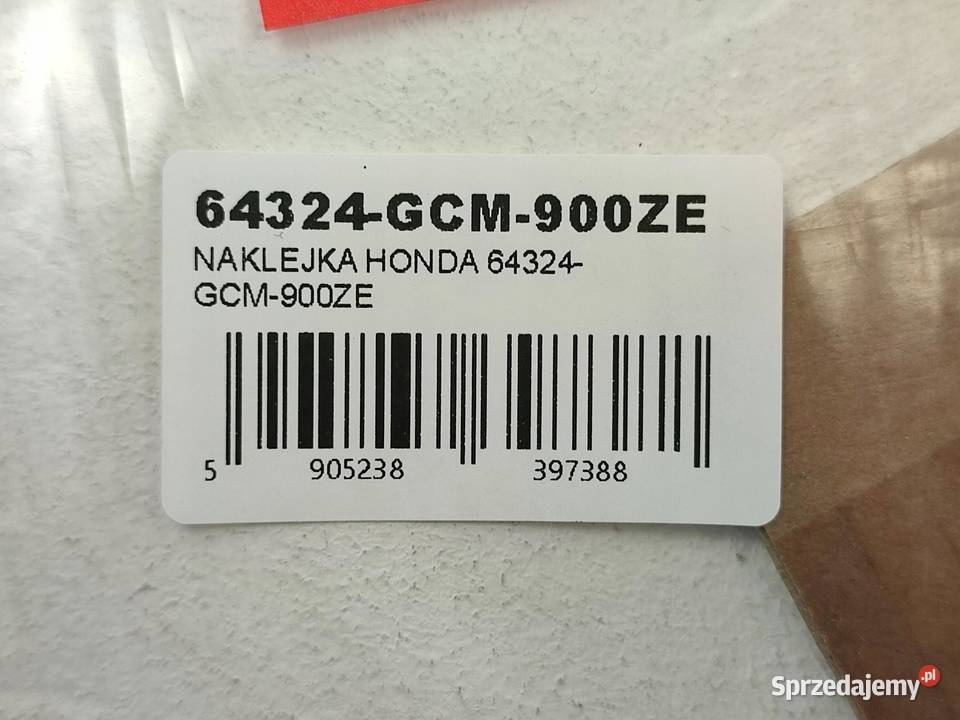 64324-GCM-900ZE
NAKLEJKA HONDA 64324-
GCM-900ZE
5 905238 397388
Sprzedajemy.pl